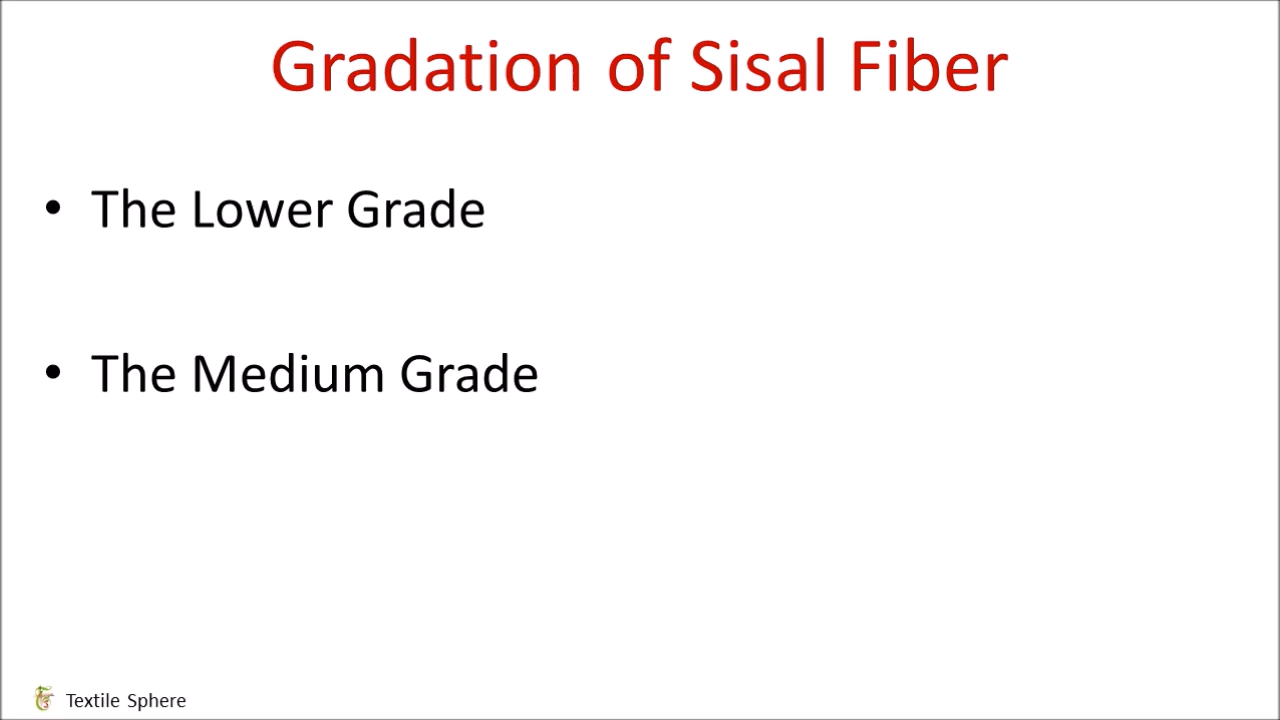 Gradation of Sisal Fiber
• The Lower Grade
• The Medium Grade
Textile Sphere